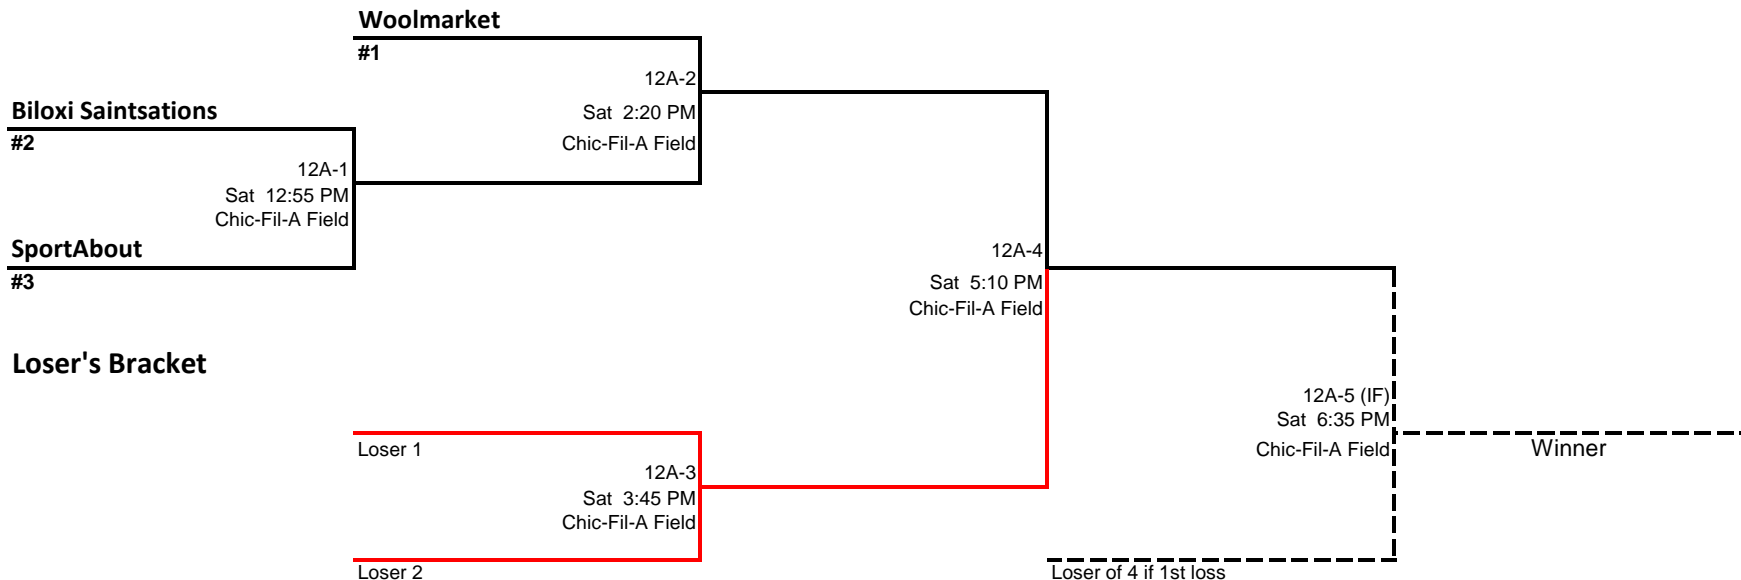 Woolmarket
#1
12A-2
Sat 2:20 PM
Chic-Fil-A Field
Biloxi Saintsations
#2
12A-1
Sat 12:55 PM
Chic-Fil-A Field
SportAbout
#3
12A-4
Sat 5:10 PM
Chic-Fil-A Field
Loser's Bracket
12A-5 (IF)
Sat 6:35 PM
Chic-Fil-A Field
Winner
Loser 1
12A-3
Sat 3:45 PM
Chic-Fil-A Field
Loser 2
Loser of 4 if 1st loss